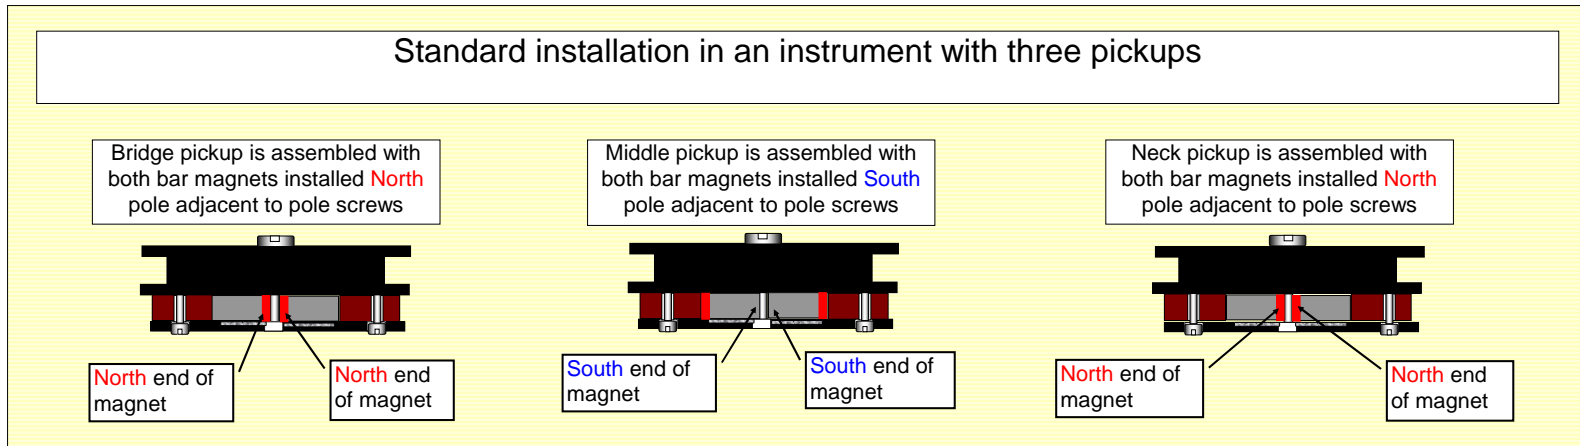 Standard installation in an instrument with three pickups
Bridge pickup is assembled with
both bar magnets installed North
pole adjacent to pole screws
Middle pickup is assembled with
both bar magnets installed South
pole adjacent to pole screws
Neck pickup is assembled with
both bar magnets installed North
pole adjacent to pole screws
North end of
magnet
North end
of magnet
South end of
magnet
South end of
magnet
North end of
magnet
North end
of magnet